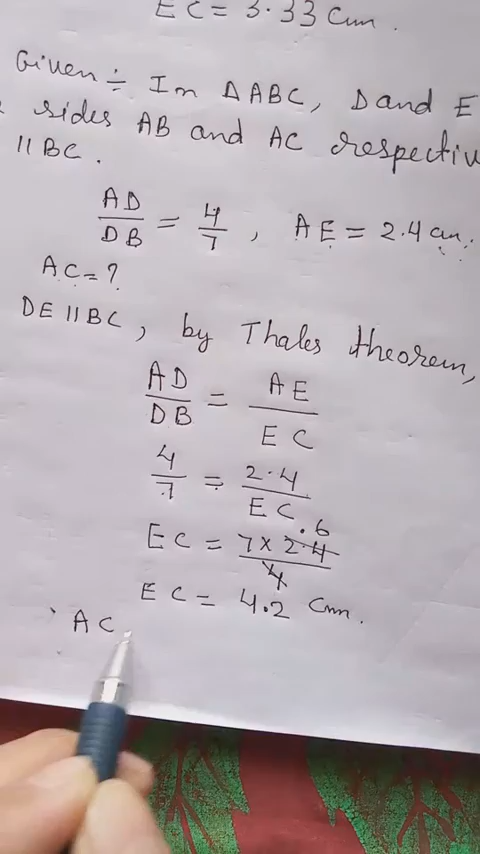 EC = 3.33 Cm.
Given ÷ In ΔABC, D and E
sides AB and AC respectiv
|| BC.
AD/DB = 4/7 , AE = 2.4 cm.
AC = ?
DE || BC, by Thales theorem,
AD/DB = AE/EC
4/7 = 2.4/EC
EC = 7 × 2.4/4 .6
EC = 4.2 Cm.
AC